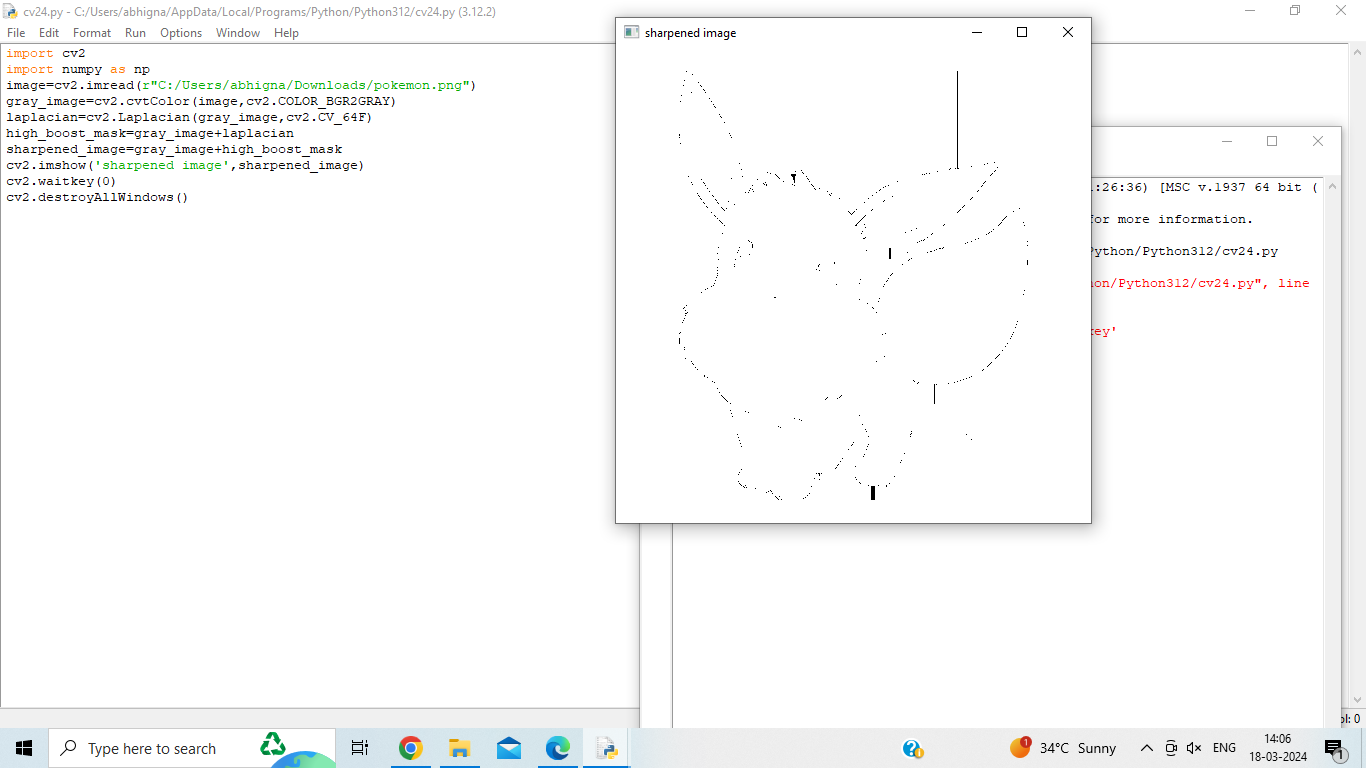 cv24.py - C:/Users/abhigna/AppData/Local/Programs/Python/Python312/cv24.py (3.12.2)
File Edit Format Run Options Window Help
import cv2
import numpy as np
image=cv2.imread(r"C:/Users/abhigna/Downloads/pokemon.png")
gray_image=cv2.cvtColor(image,cv2.COLOR_BGR2GRAY)
laplacian=cv2.Laplacian(gray_image,cv2.CV_64F)
high_boost_mask=gray_image+laplacian
sharpened_image=gray_image+high_boost_mask
cv2.imshow('sharpened image',sharpened_image)
cv2.waitkey(0)
cv2.destroyAllWindows()
sharpened image
:26:36) [MSC v.1937 64 bit (
for more information.
Python/Python312/cv24.py
hon/Python312/cv24.py", line
key'
ol: 0
Type here to search
1
34°C Sunny
ENG
14:06
18-03-2024
1